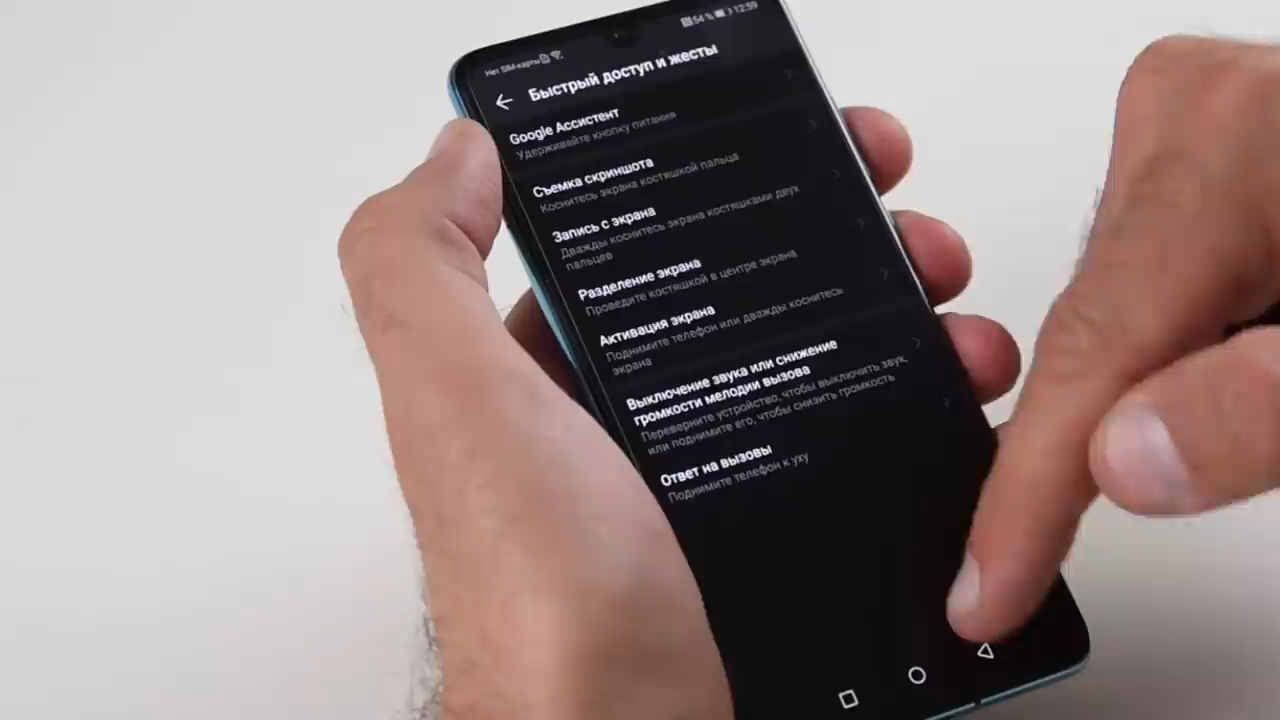 Нет SIM-карты
54 % 12:59
Быстрый доступ и жесты
Google Ассистент
Удерживайте кнопку питания
Съемка скриншота
Коснитесь экрана костяшкой пальца
Запись с экрана
Дважды коснитесь экрана костяшками двух
пальцев
Разделение экрана
Проведите костяшкой в центре экрана
Активация экрана
Поднимите телефон или дважды коснитесь
экрана
Выключение звука или снижение
громкости мелодии вызова
Переверните устройство, чтобы выключить звук,
или поднимите его, чтобы снизить громкость
Ответ на вызовы
Поднимите телефон к уху